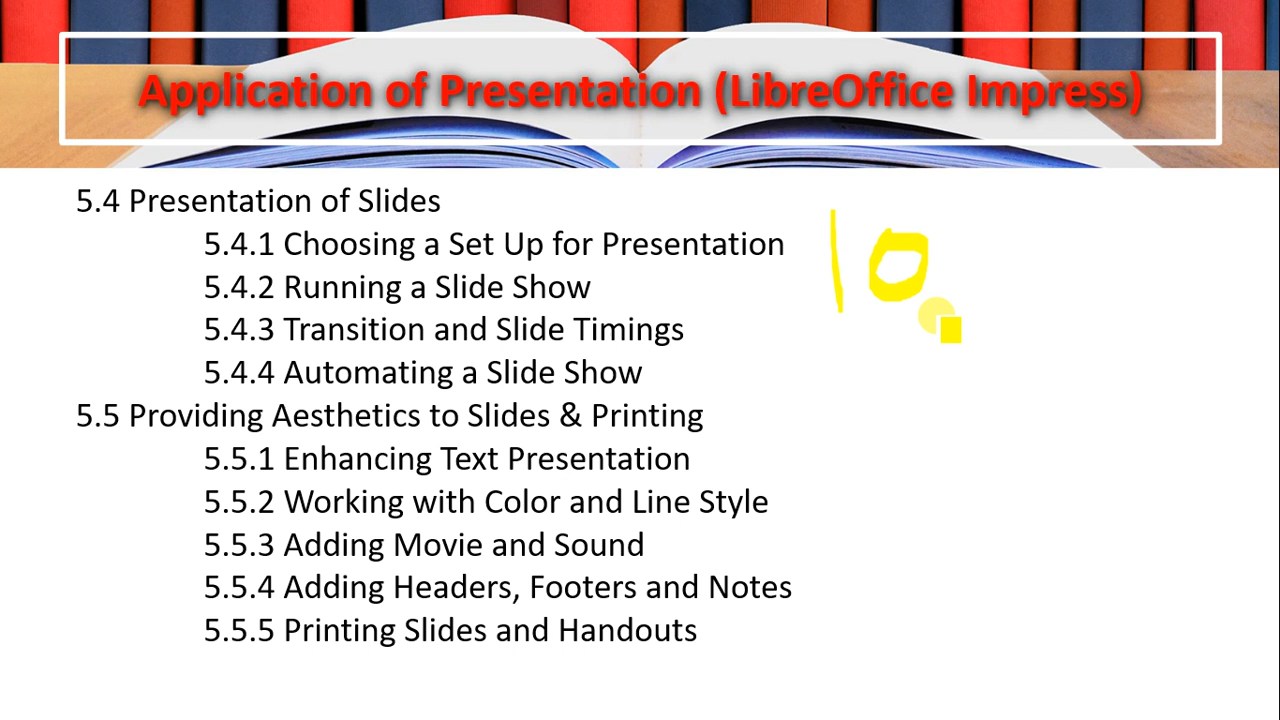 Application of Presentation (LibreOffice Impress)
5.4 Presentation of Slides
5.4.1 Choosing a Set Up for Presentation
10
5.4.2 Running a Slide Show
5.4.3 Transition and Slide Timings
5.4.4 Automating a Slide Show
5.5 Providing Aesthetics to Slides & Printing
5.5.1 Enhancing Text Presentation
5.5.2 Working with Color and Line Style
5.5.3 Adding Movie and Sound
5.5.4 Adding Headers, Footers and Notes
5.5.5 Printing Slides and Handouts